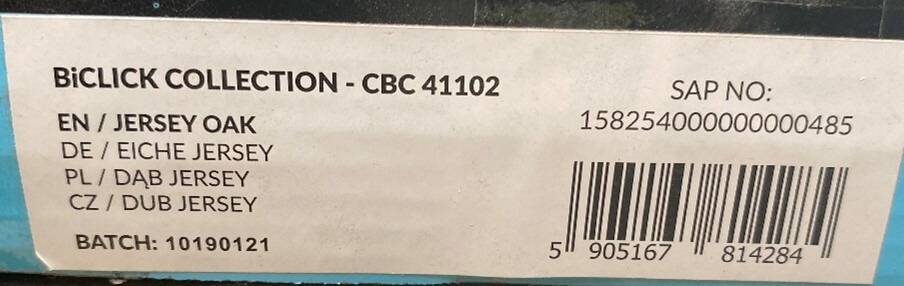 BiCLICK COLLECTION - CBC 41102
EN / JERSEY OAK
DE / EICHE JERSEY
PL / DĄB JERSEY
CZ / DUB JERSEY
BATCH: 10190121
SAP NO:
158254000000000485
5 905167 814284